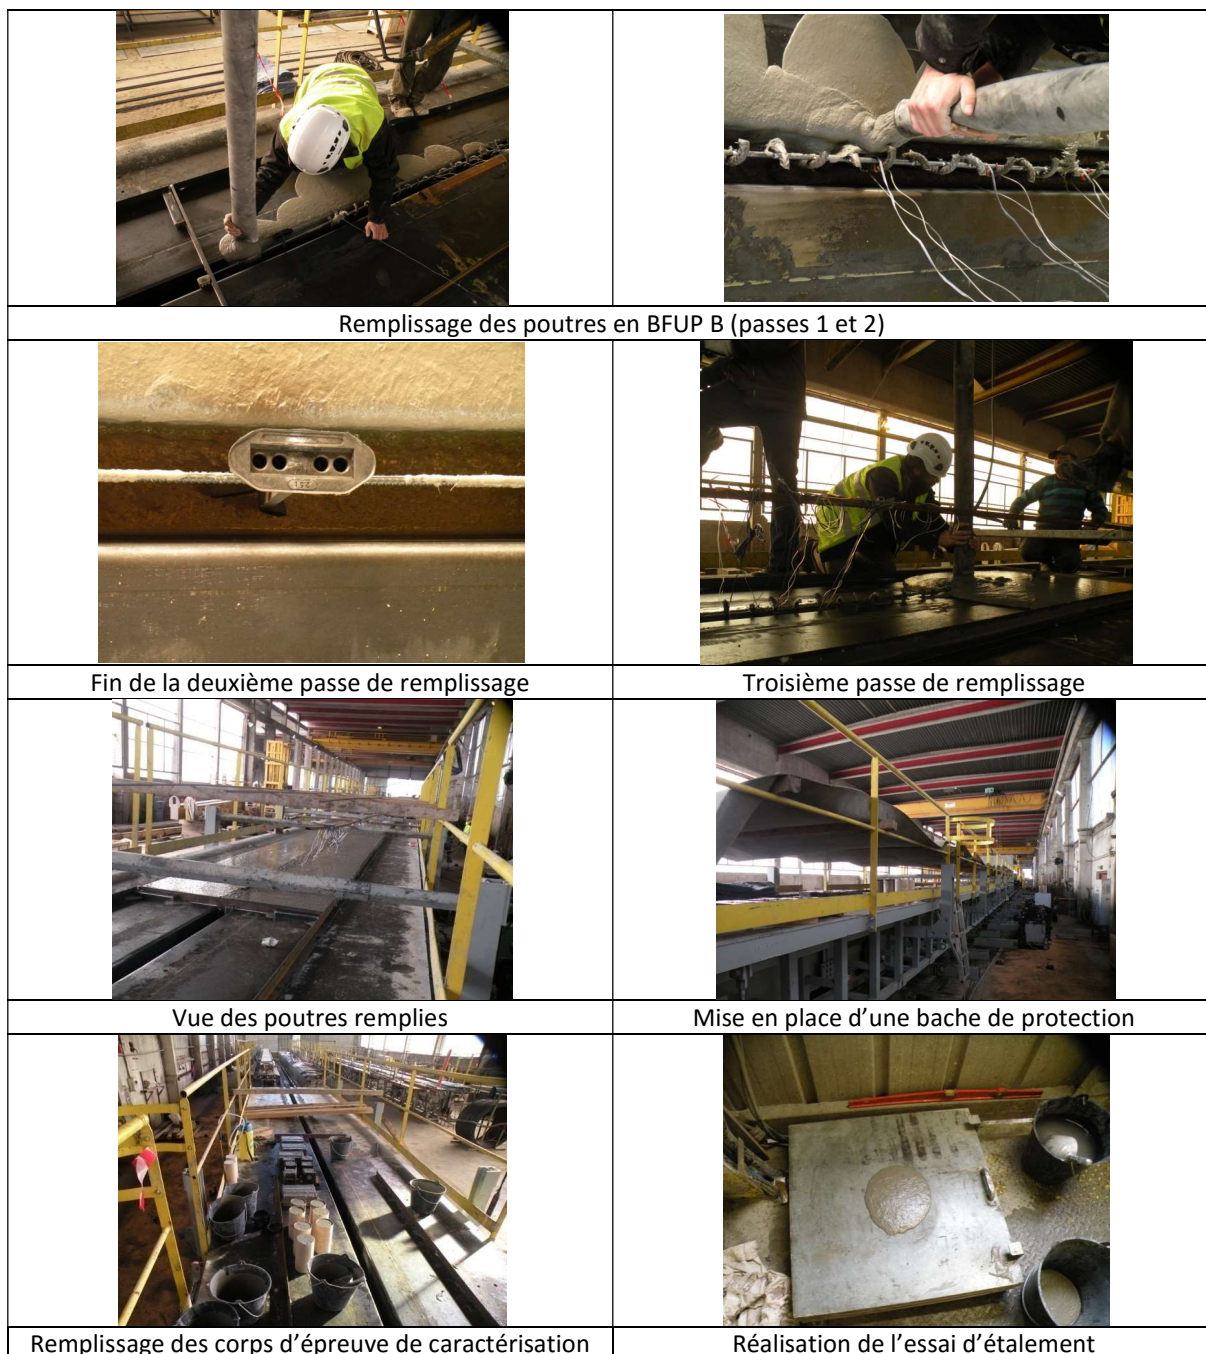 Remplissage des poutres en BFUP B (passes 1 et 2)
Fin de la deuxième passe de remplissage
Troisième passe de remplissage
Vue des poutres remplies
Mise en place d'une bache de protection
Remplissage des corps d'épreuve de caractérisation
Réalisation de l'essai d'étalement